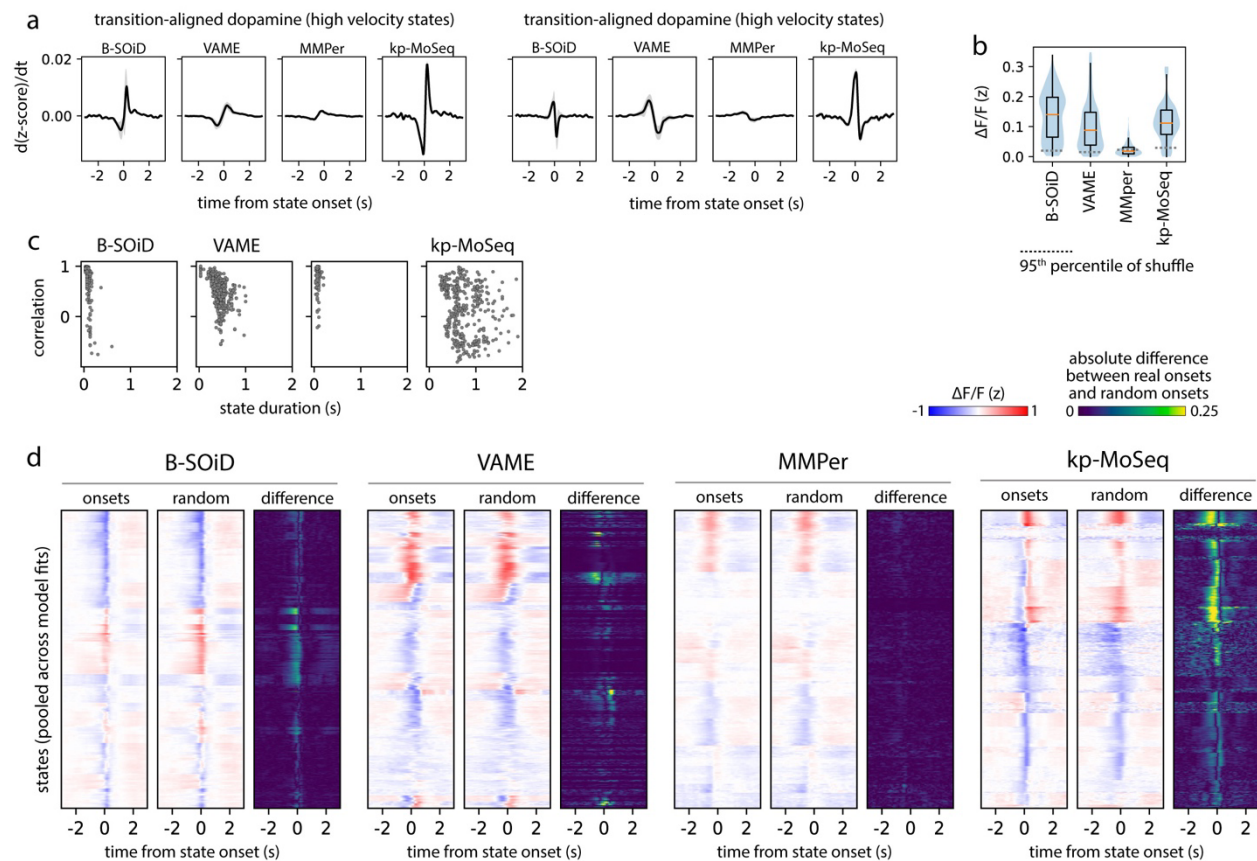 a
transition-aligned dopamine (high velocity states)
transition-aligned dopamine (high velocity states)
B-SOiD
VAME
MMPer
kp-MoSeq
B-SOiD
VAME
MMPer
kp-MoSeq
d(z-score)/dt
0.02
0.00
-2 0 2
-2 0 2
-2 0 2
-2 0 2
-2 0 2
-2 0 2
-2 0 2
-2 0 2
time from state onset (s)
time from state onset (s)
b
ΔF/F (z)
0.3
0.2
0.1
0.0
B-SOiD
VAME
MMper
kp-MoSeq
95th percentile of shuffle
c
B-SOiD
VAME
kp-MoSeq
correlation
1
0
0 1 2
0 1 2
0 1 2
0 1 2
state duration (s)
ΔF/F (z)
-1
1
absolute difference
between real onsets
and random onsets
0
0.25
d
B-SOiD
VAME
MMPer
kp-MoSeq
onsets random difference
onsets random difference
onsets random difference
onsets random difference
states (pooled across model fits)
-2 0 2 -2 0 2 -2 0 2
-2 0 2 -2 0 2 -2 0 2
-2 0 2 -2 0 2 -2 0 2
-2 0 2 -2 0 2 -2 0 2
time from state onset (s)
time from state onset (s)
time from state onset (s)
time from state onset (s)